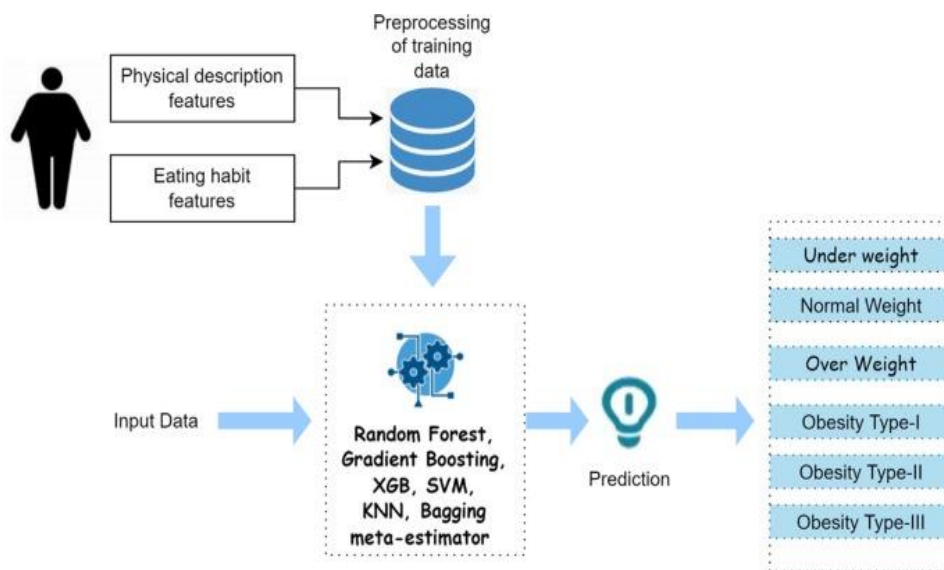 Preprocessing
of training
data
Physical description
features
Eating habit
features
Input Data
Random Forest,
Gradient Boosting,
XGB, SVM,
KNN, Bagging
meta-estimator
Prediction
Under weight
Normal Weight
Over Weight
Obesity Type-I
Obesity Type-II
Obesity Type-III